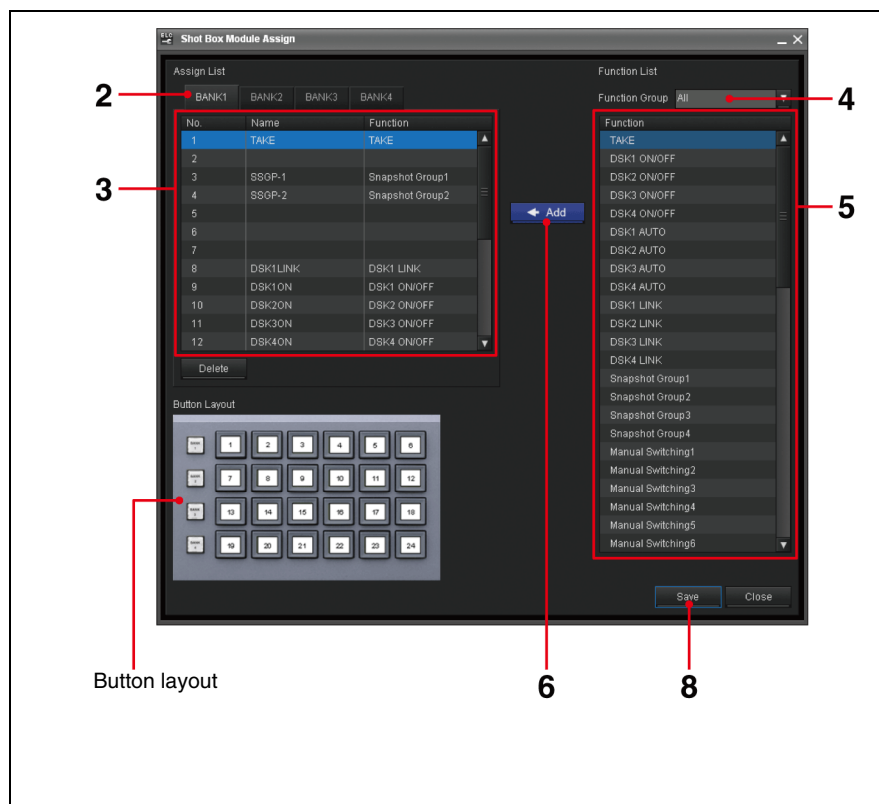 Shot Box Module Assign
Assign List
Function List
2
BANK1 BANK2 BANK3 BANK4
Function Group All
4
No. Name Function
1 TAKE TAKE
2
3 SSGP-1 Snapshot Group1
4 SSGP-2 Snapshot Group2
5
6
7
8 DSK1LINK DSK1 LINK
9 DSK1ON DSK1 ON/OFF
10 DSK2ON DSK2 ON/OFF
11 DSK3ON DSK3 ON/OFF
12 DSK4ON DSK4 ON/OFF
3
Delete
Add
Function
TAKE
DSK1 ON/OFF
DSK2 ON/OFF
DSK3 ON/OFF
DSK4 ON/OFF
DSK1 AUTO
DSK2 AUTO
DSK3 AUTO
DSK4 AUTO
DSK1 LINK
DSK2 LINK
DSK3 LINK
DSK4 LINK
Snapshot Group1
Snapshot Group2
Snapshot Group3
Snapshot Group4
Manual Switching1
Manual Switching2
Manual Switching3
Manual Switching4
Manual Switching5
Manual Switching6
5
Button Layout
1 2 3 4 5 6
7 8 9 10 11 12
13 14 15 16 17 18
19 20 21 22 23 24
Save Close
Button layout
6
8